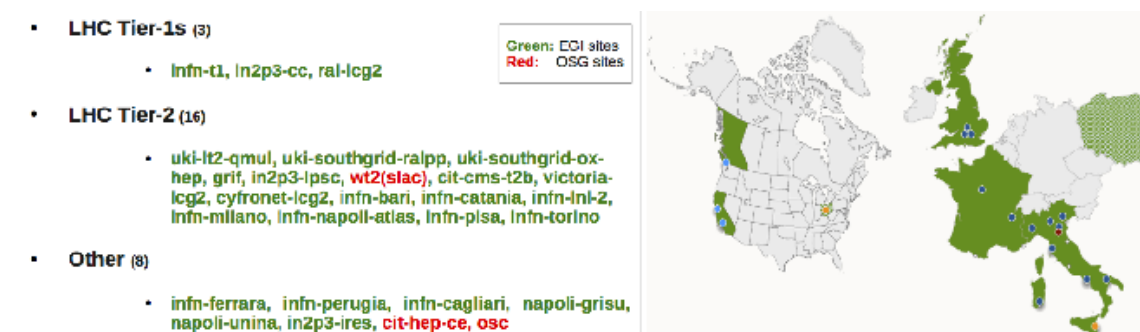 • LHC Tier-1s (3)
Green: EGI sites
Red: OSG sites
• infn-t1, in2p3-cc, ral-lcg2
• LHC Tier-2 (16)
• uki-lt2-qmul, uki-southgrid-ralpp, uki-southgrid-ox-
hep, grif, in2p3-lpsc, wt2(slac), cit-cms-t2b, victoria-
lcg2, cyfronet-lcg2, infn-bari, infn-catania, infn-lnl-2,
infn-milano, infn-napoli-atlas, infn-pisa, infn-torino
• Other (8)
• infn-ferrara, infn-perugia, infn-cagliari, napoli-grisu,
napoli-unina, in2p3-ires, cit-hep-ce, osc